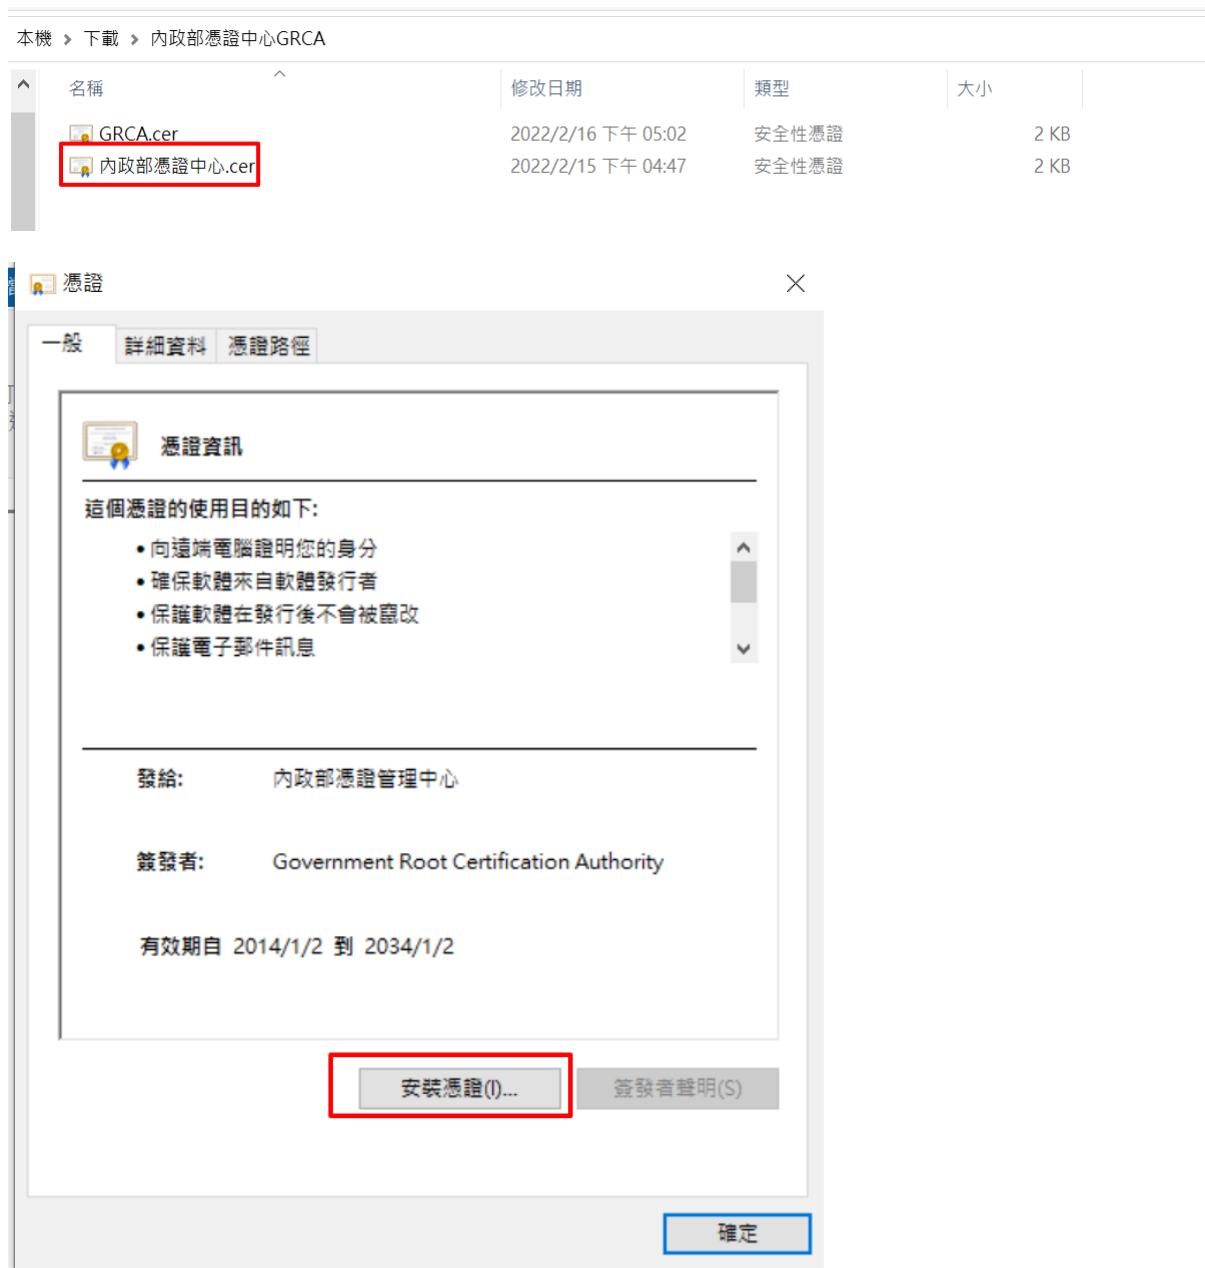 本機 > 下載 > 內政部憑證中心GRCA
名稱 修改日期 類型 大小
GRCA.cer 2022/2/16 下午 05:02 安全性憑證 2 KB
內政部憑證中心.cer 2022/2/15 下午 04:47 安全性憑證 2 KB
憑證
一般 詳細資料 憑證路徑
憑證資訊
這個憑證的使用目的如下:
• 向遠端電腦證明您的身分
• 確保軟體來自軟體發行者
• 保護軟體在發行後不會被竄改
• 保護電子郵件訊息
發給: 內政部憑證管理中心
簽發者: Government Root Certification Authority
有效期自 2014/1/2 到 2034/1/2
安裝憑證(I)... 簽發者聲明(S)
確定